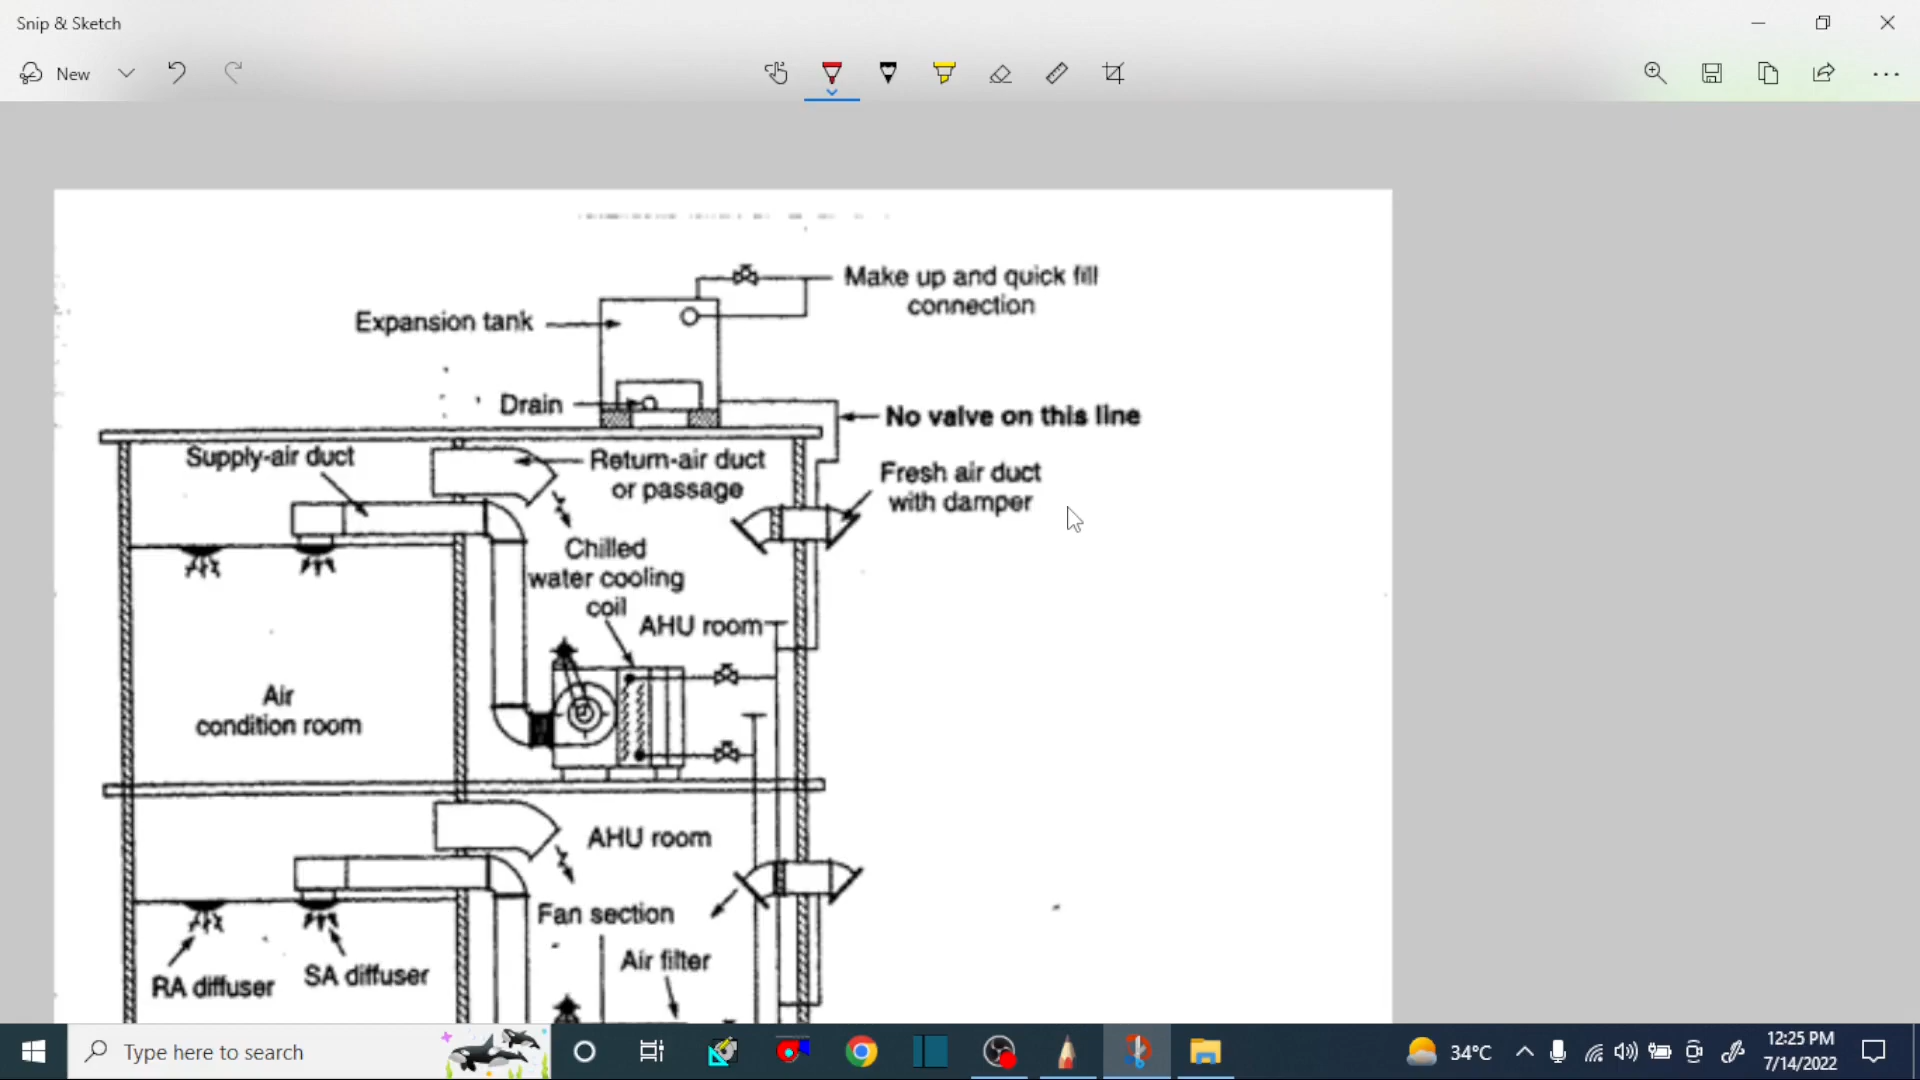 Snip & Sketch
New
Make up and quick fill
connection
Expansion tank
Drain
No valve on this line
Supply-air duct
Return-air duct
or passage
Fresh air duct
with damper
Chilled
water cooling
coil
AHU room
Air
condition room
AHU room
Fan section
Air filter
RA diffuser
SA diffuser
Type here to search
34°C
12:25 PM
7/14/2022